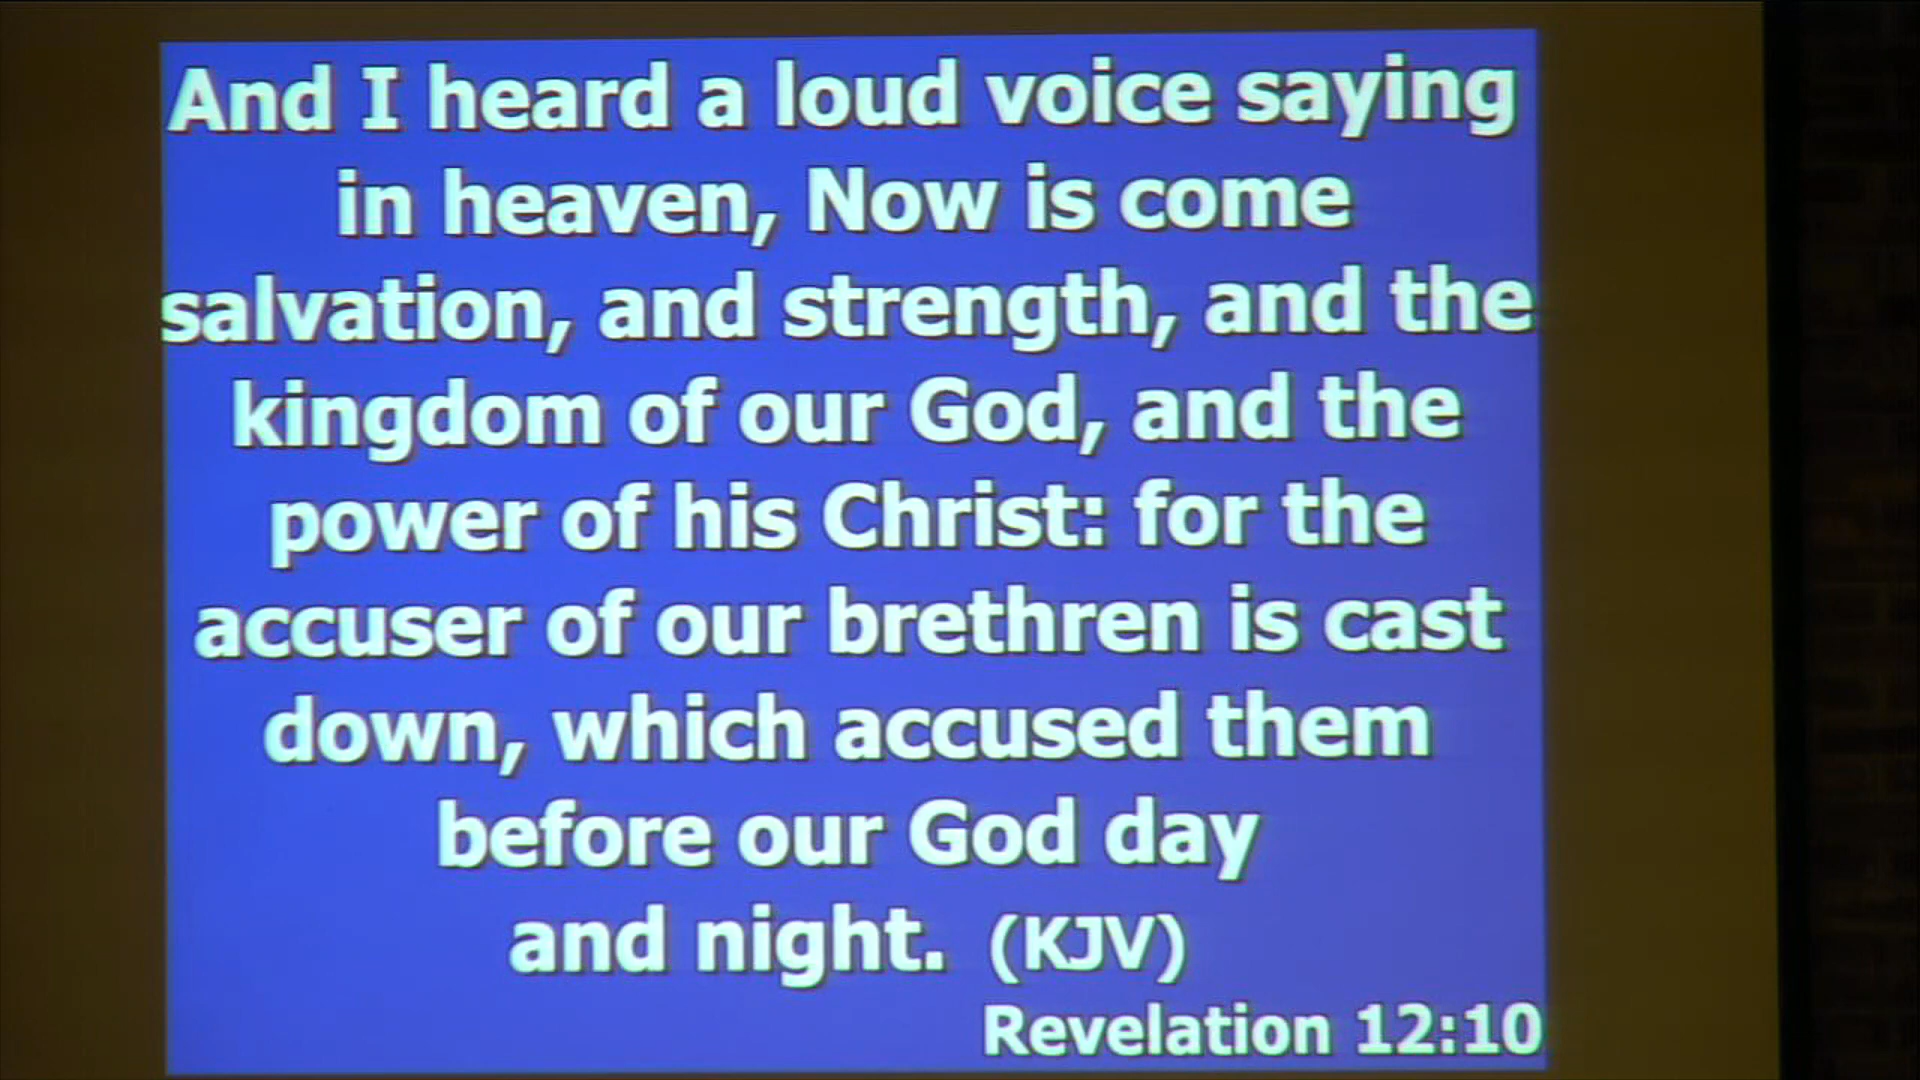 And I heard a loud voice saying
in heaven, Now is come
salvation, and strength, and the
kingdom of our God, and the
power of his Christ: for the
accuser of our brethren is cast
down, which accused them
before our God day
and night. (KJV)
Revelation 12:10